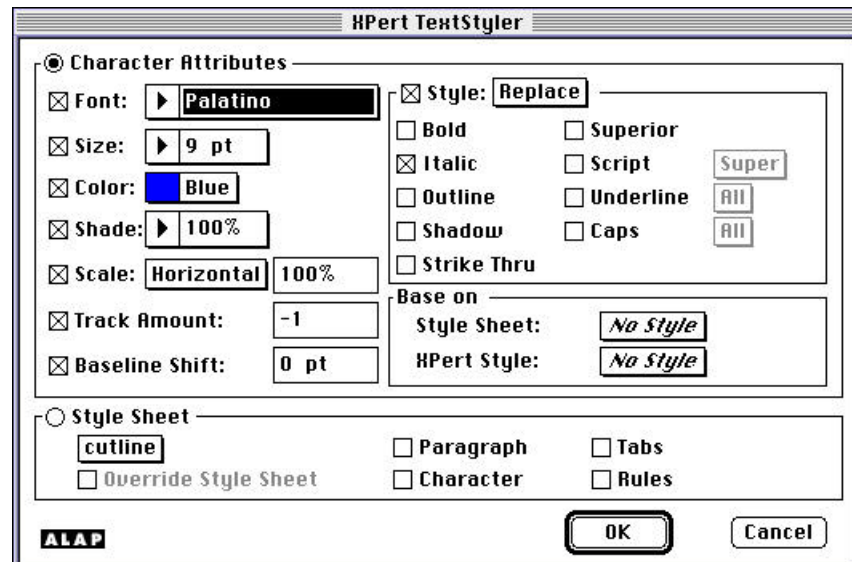 XPert TextStyler
Character Attributes
Font: Palatino
Size: 9 pt
Color: Blue
Shade: 100%
Scale: Horizontal 100%
Track Amount: -1
Baseline Shift: 0 pt
Style: Replace
Bold Superior
Italic Script Super
Outline Underline All
Shadow Caps All
Strike Thru
Base on
Style Sheet: No Style
XPert Style: No Style
Style Sheet
cutline Paragraph Tabs
Override Style Sheet Character Rules
ALAP OK Cancel